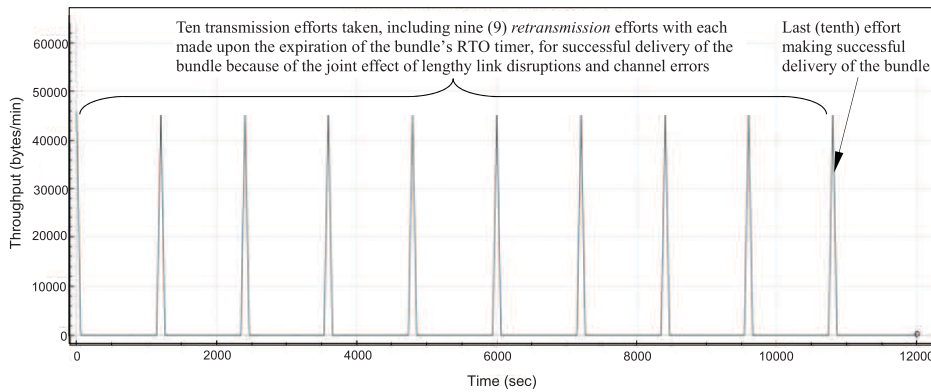 Ten transmission efforts taken, including nine (9) retransmission efforts with each
made upon the expiration of the bundle's RTO timer, for successful delivery of the
bundle because of the joint effect of lengthy link disruptions and channel errors
Last (tenth) effort
making successful
delivery of the bundle
Throughput (bytes/min)
60000
50000
40000
30000
20000
10000
0
0 2000 4000 6000 8000 10000 12000
Time (sec)